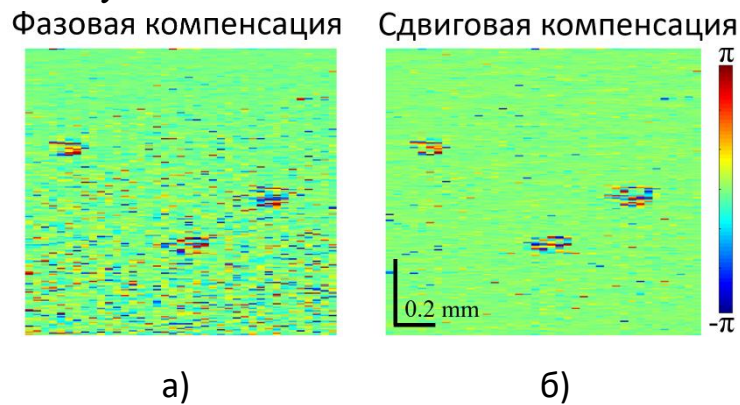 Фазовая компенсация
Сдвиговая компенсация
π
0.2 mm
-π
а)
б)